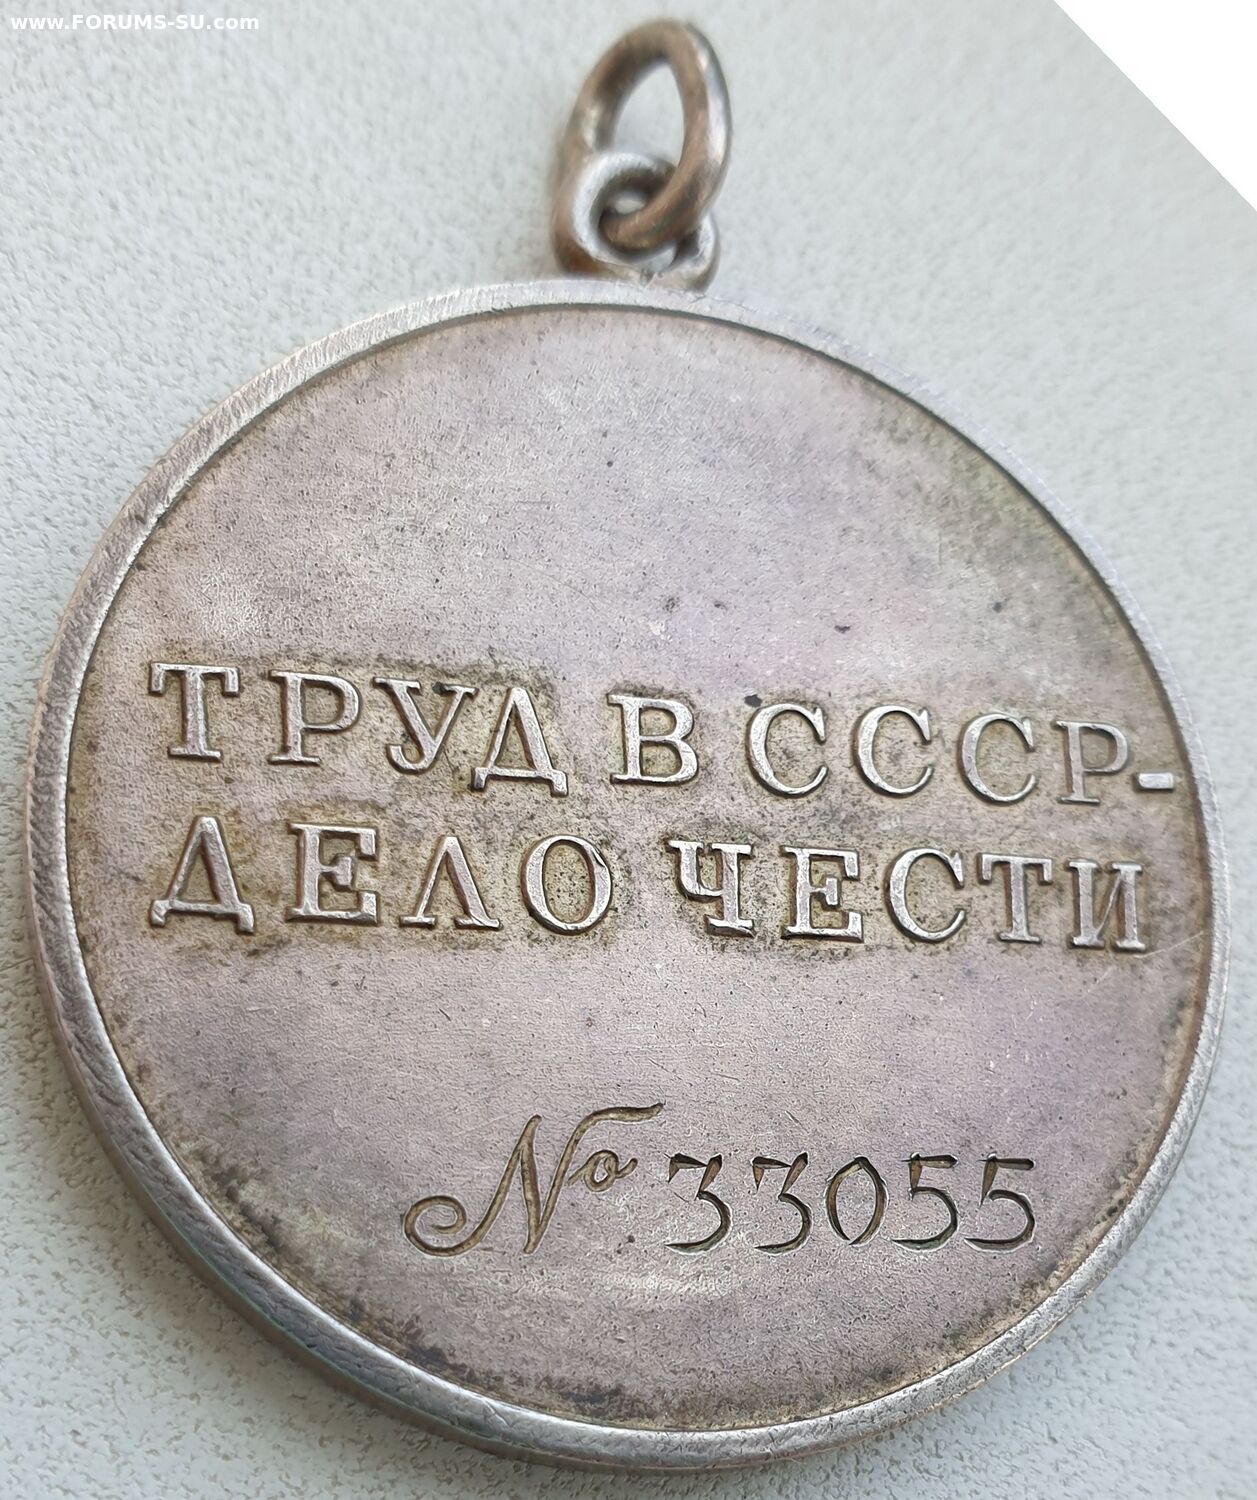 www.FORUMS-SU.com
ТРУД В СССР-
ДЕЛО ЧЕСТИ
№ 33055